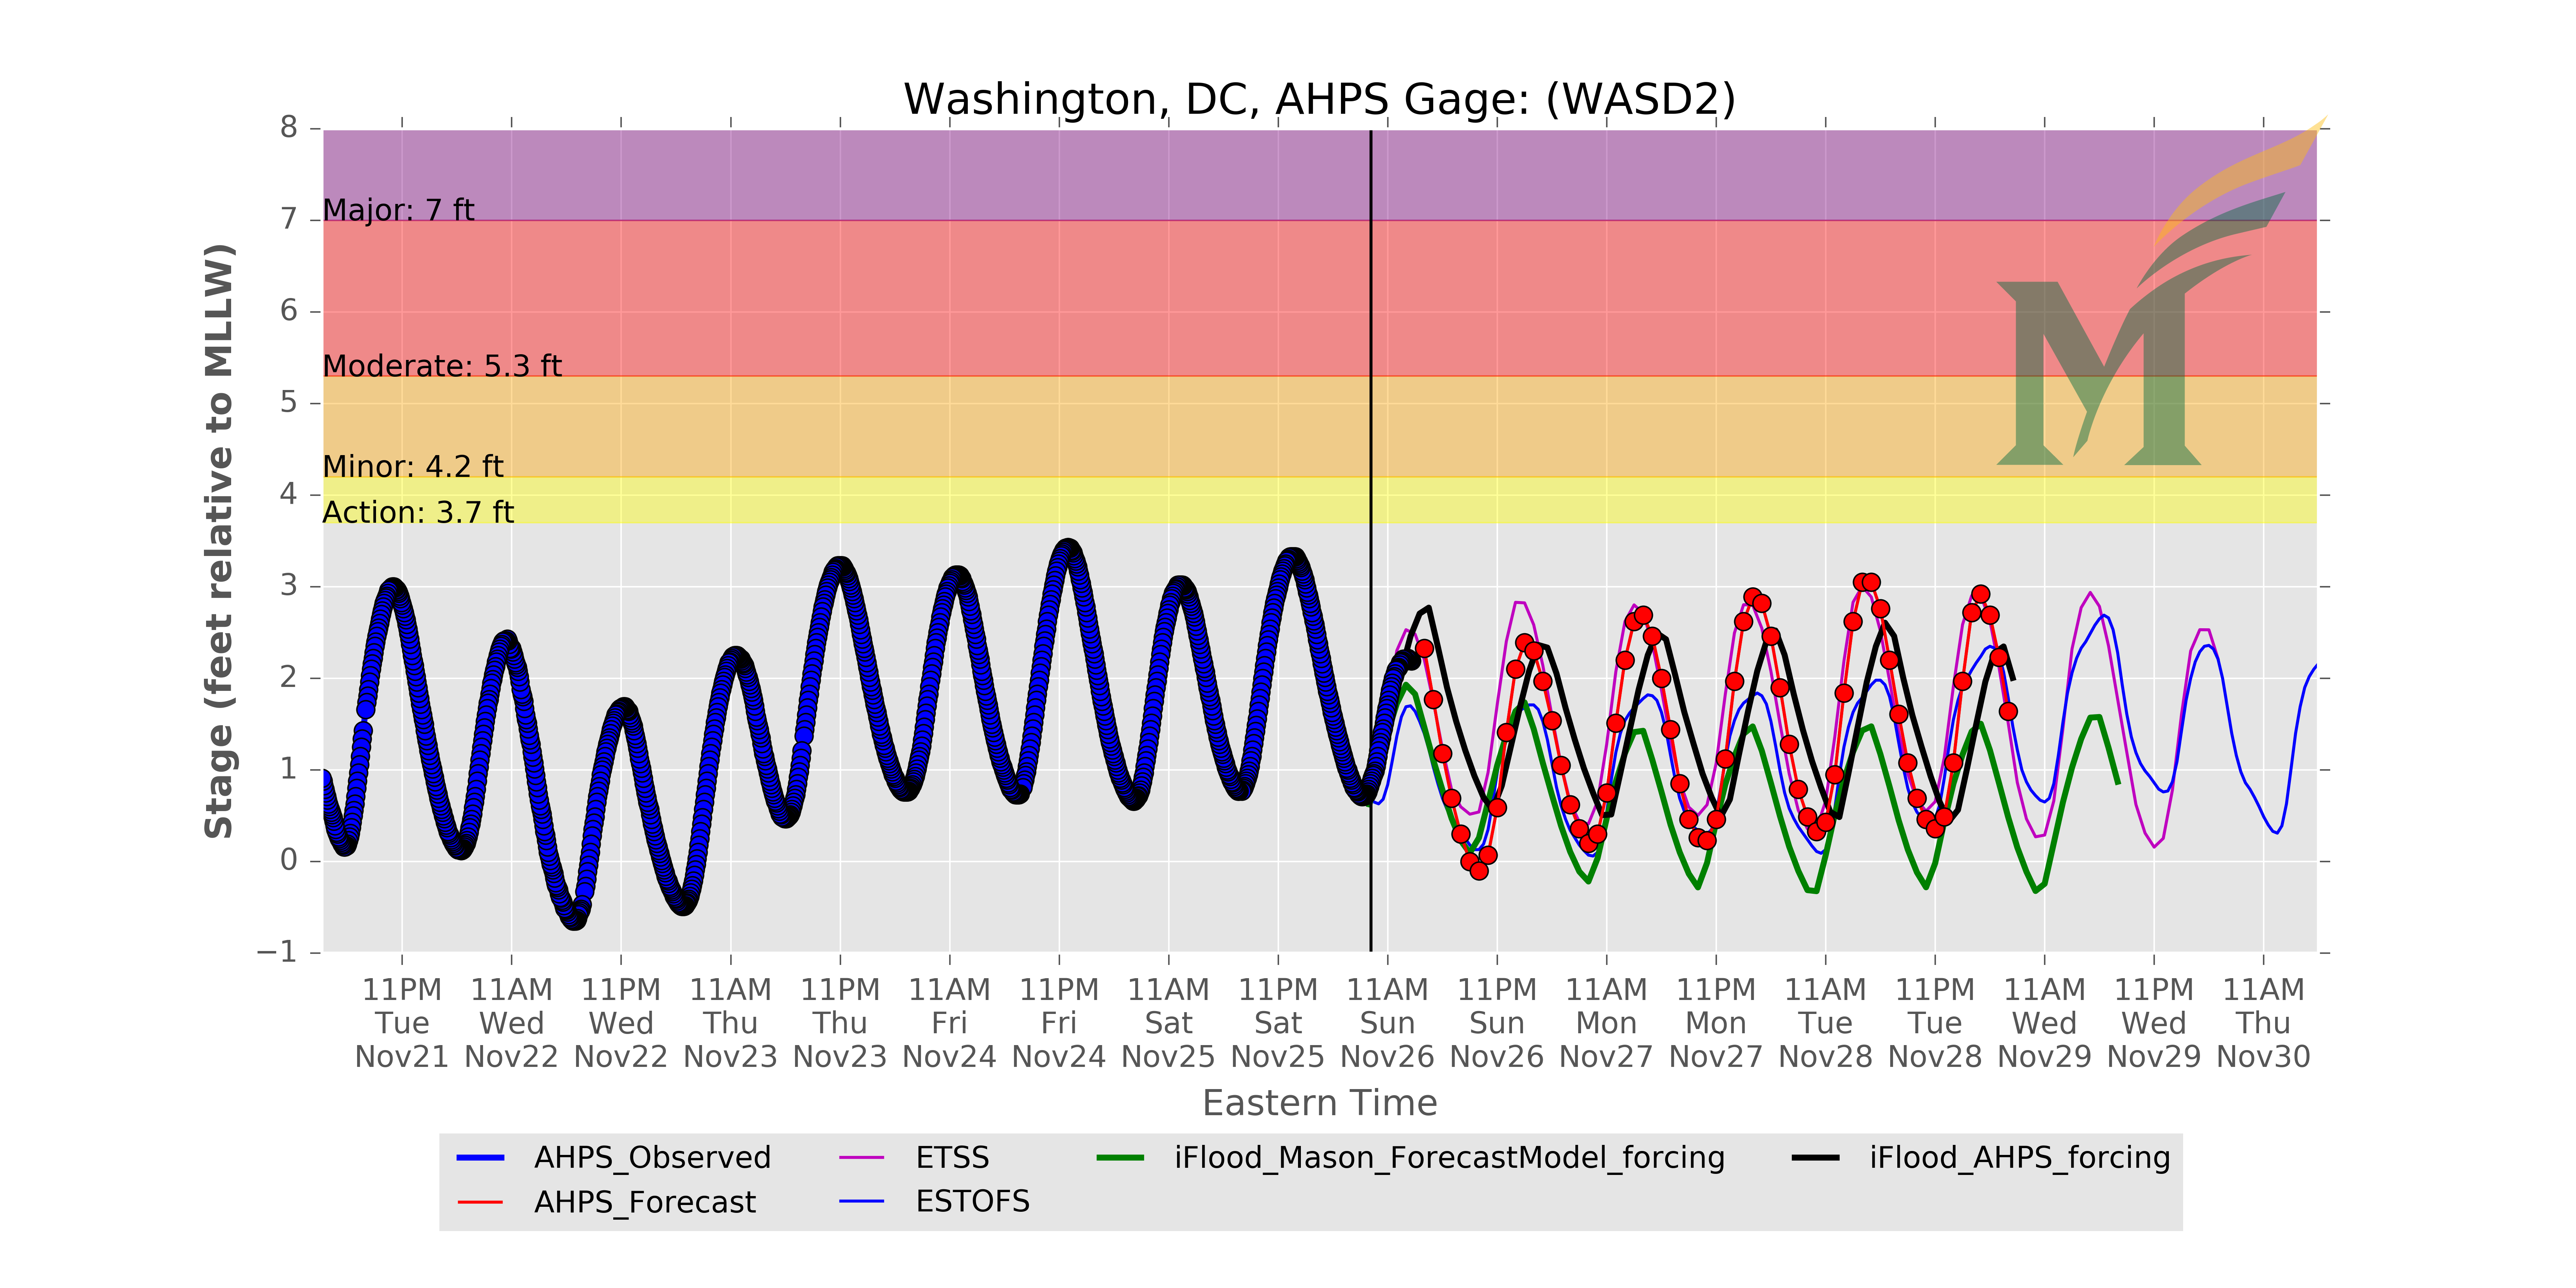 Washington, DC, AHPS Gage: (WASD2)
8
7
6
5
4
3
2
1
0
−1
Stage (feet relative to MLLW)
Major: 7 ft
Moderate: 5.3 ft
Minor: 4.2 ft
Action: 3.7 ft
M
11PM 11AM 11PM 11AM 11PM 11AM 11PM 11AM 11PM 11AM 11PM 11AM 11PM 11AM 11PM 11AM 11PM 11AM
Tue Wed Wed Thu Thu Fri Fri Sat Sat Sun Sun Mon Mon Tue Tue Wed Wed Thu
Nov21 Nov22 Nov22 Nov23 Nov23 Nov24 Nov24 Nov25 Nov25 Nov26 Nov26 Nov27 Nov27 Nov28 Nov28 Nov29 Nov29 Nov30
Eastern Time
AHPS_Observed ETSS iFlood_Mason_ForecastModel_forcing iFlood_AHPS_forcing
AHPS_Forecast ESTOFS